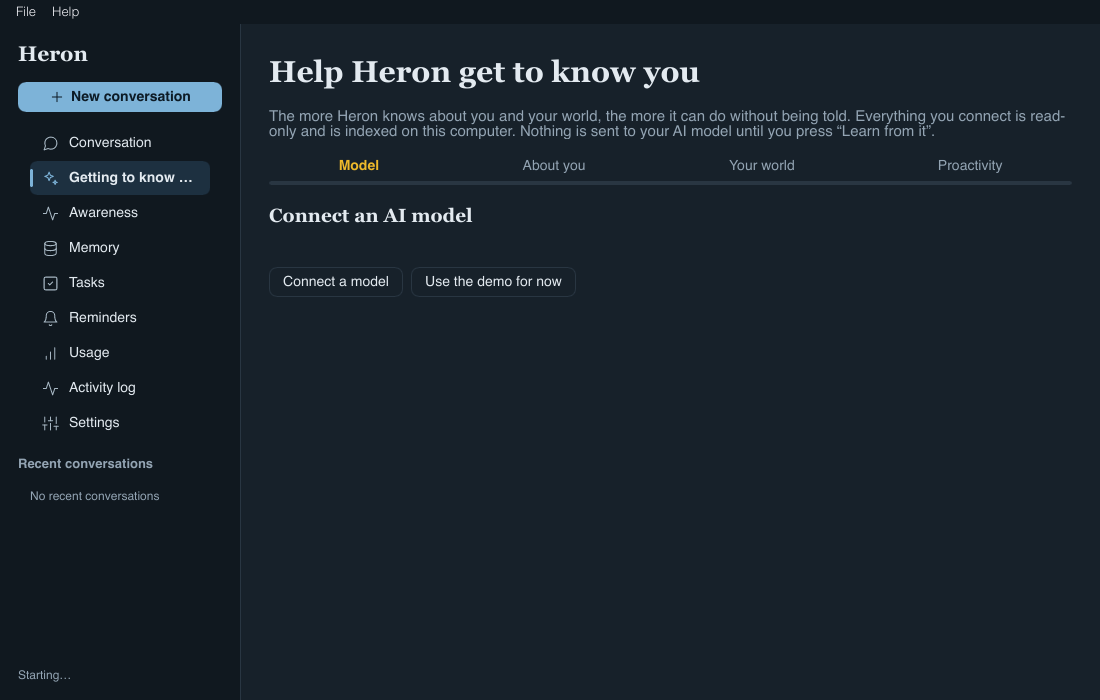 File Help
Heron
New conversation
Conversation
Getting to know ...
Awareness
Memory
Tasks
Reminders
Usage
Activity log
Settings
Recent conversations
No recent conversations
Starting...
Help Heron get to know you
The more Heron knows about you and your world, the more it can do without being told. Everything you connect is read-
only and is indexed on this computer. Nothing is sent to your AI model until you press “Learn from it”.
Model About you Your world Proactivity
Connect an AI model
Connect a model Use the demo for now